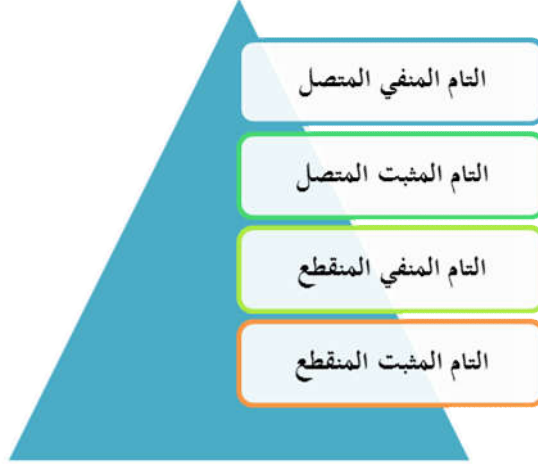 التام المنفي المتصل
التام المثبت المتصل
التام المنفي المنقطع
التام المثبت المنقطع